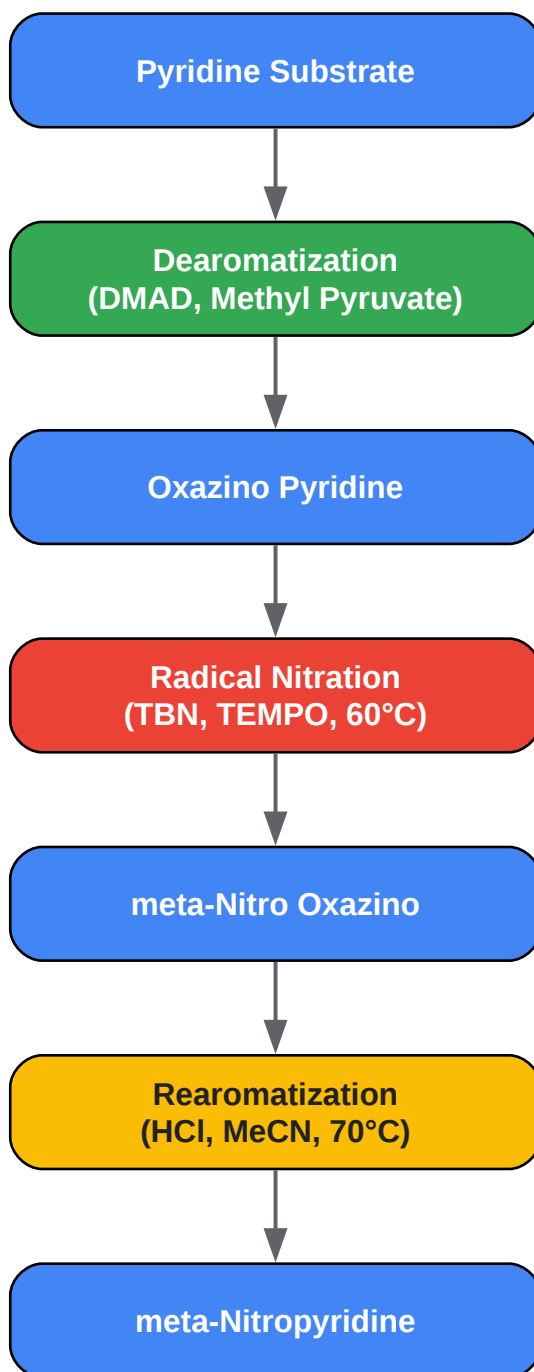 Pyridine Substrate
Dearomatization
(DMAD, Methyl Pyruvate)
Oxazino Pyridine
Radical Nitration
(TBN, TEMPO, 60°C)
meta-Nitro Oxazino
Rearomatization
(HCl, MeCN, 70°C)
meta-Nitropyridine